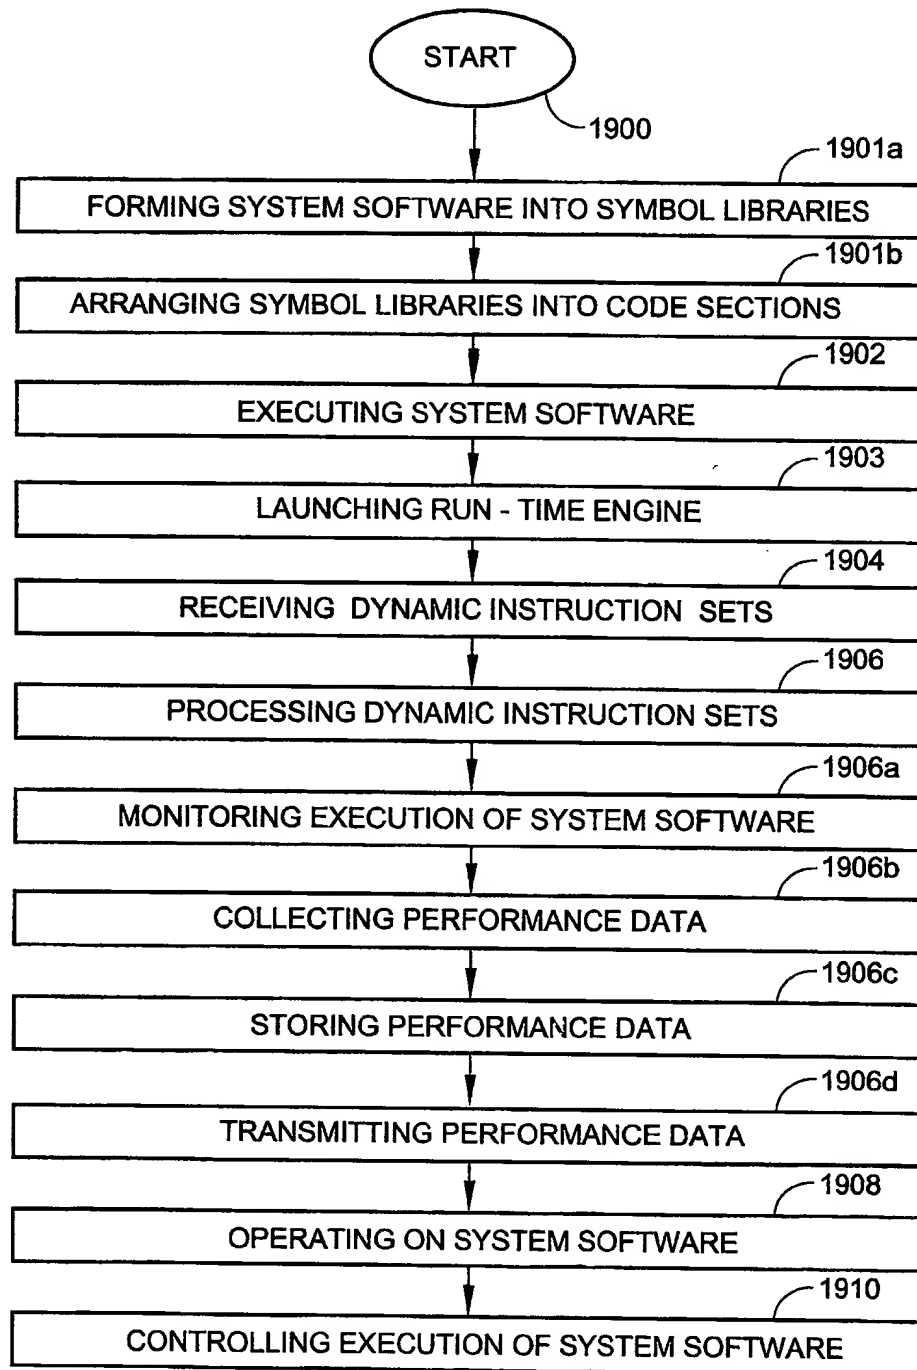 START
1900
1901a
FORMING SYSTEM SOFTWARE INTO SYMBOL LIBRARIES
1901b
ARRANGING SYMBOL LIBRARIES INTO CODE SECTIONS
1902
EXECUTING SYSTEM SOFTWARE
1903
LAUNCHING RUN - TIME ENGINE
1904
RECEIVING DYNAMIC INSTRUCTION SETS
1906
PROCESSING DYNAMIC INSTRUCTION SETS
1906a
MONITORING EXECUTION OF SYSTEM SOFTWARE
1906b
COLLECTING PERFORMANCE DATA
1906c
STORING PERFORMANCE DATA
1906d
TRANSMITTING PERFORMANCE DATA
1908
OPERATING ON SYSTEM SOFTWARE
1910
CONTROLLING EXECUTION OF SYSTEM SOFTWARE